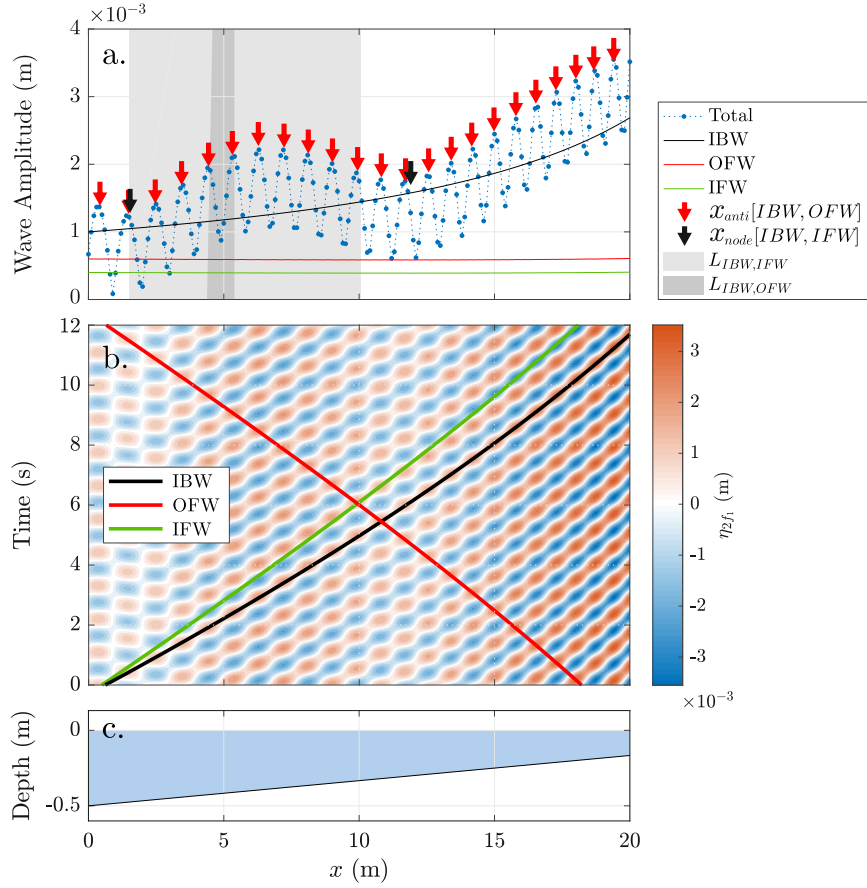 ×10⁻³
a.
4
3
2
1
0
Wave Amplitude (m)
Total
IBW
OFW
IFW
x_anti[IBW, OFW]
x_node[IBW, IFW]
L_IBW,IFW
L_IBW,OFW
b.
12
10
8
6
4
2
0
Time (s)
IBW
OFW
IFW
3
2
1
0
-1
-2
-3
×10⁻³
η_2f₁ (m)
c.
0
-0.5
Depth (m)
0 5 10 15 20
x (m)